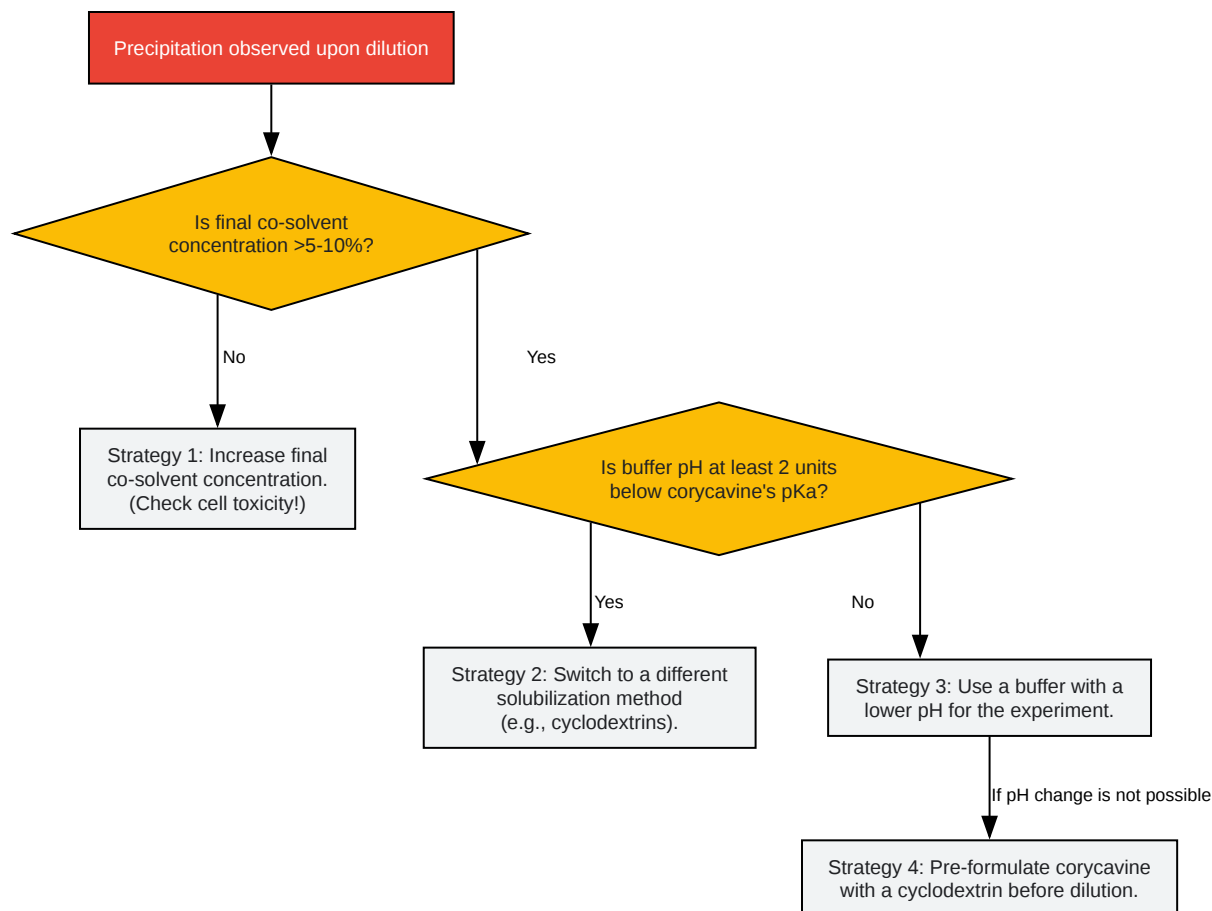 Precipitation observed upon dilution
Is final co-solvent
concentration >5-10%?
No
Yes
Strategy 1: Increase final
co-solvent concentration.
(Check cell toxicity!)
Is buffer pH at least 2 units
below corycavine's pKa?
Yes
No
Strategy 2: Switch to a different
solubilization method
(e.g., cyclodextrins).
Strategy 3: Use a buffer with a
lower pH for the experiment.
If pH change is not possible
Strategy 4: Pre-formulate corycavine
with a cyclodextrin before dilution.